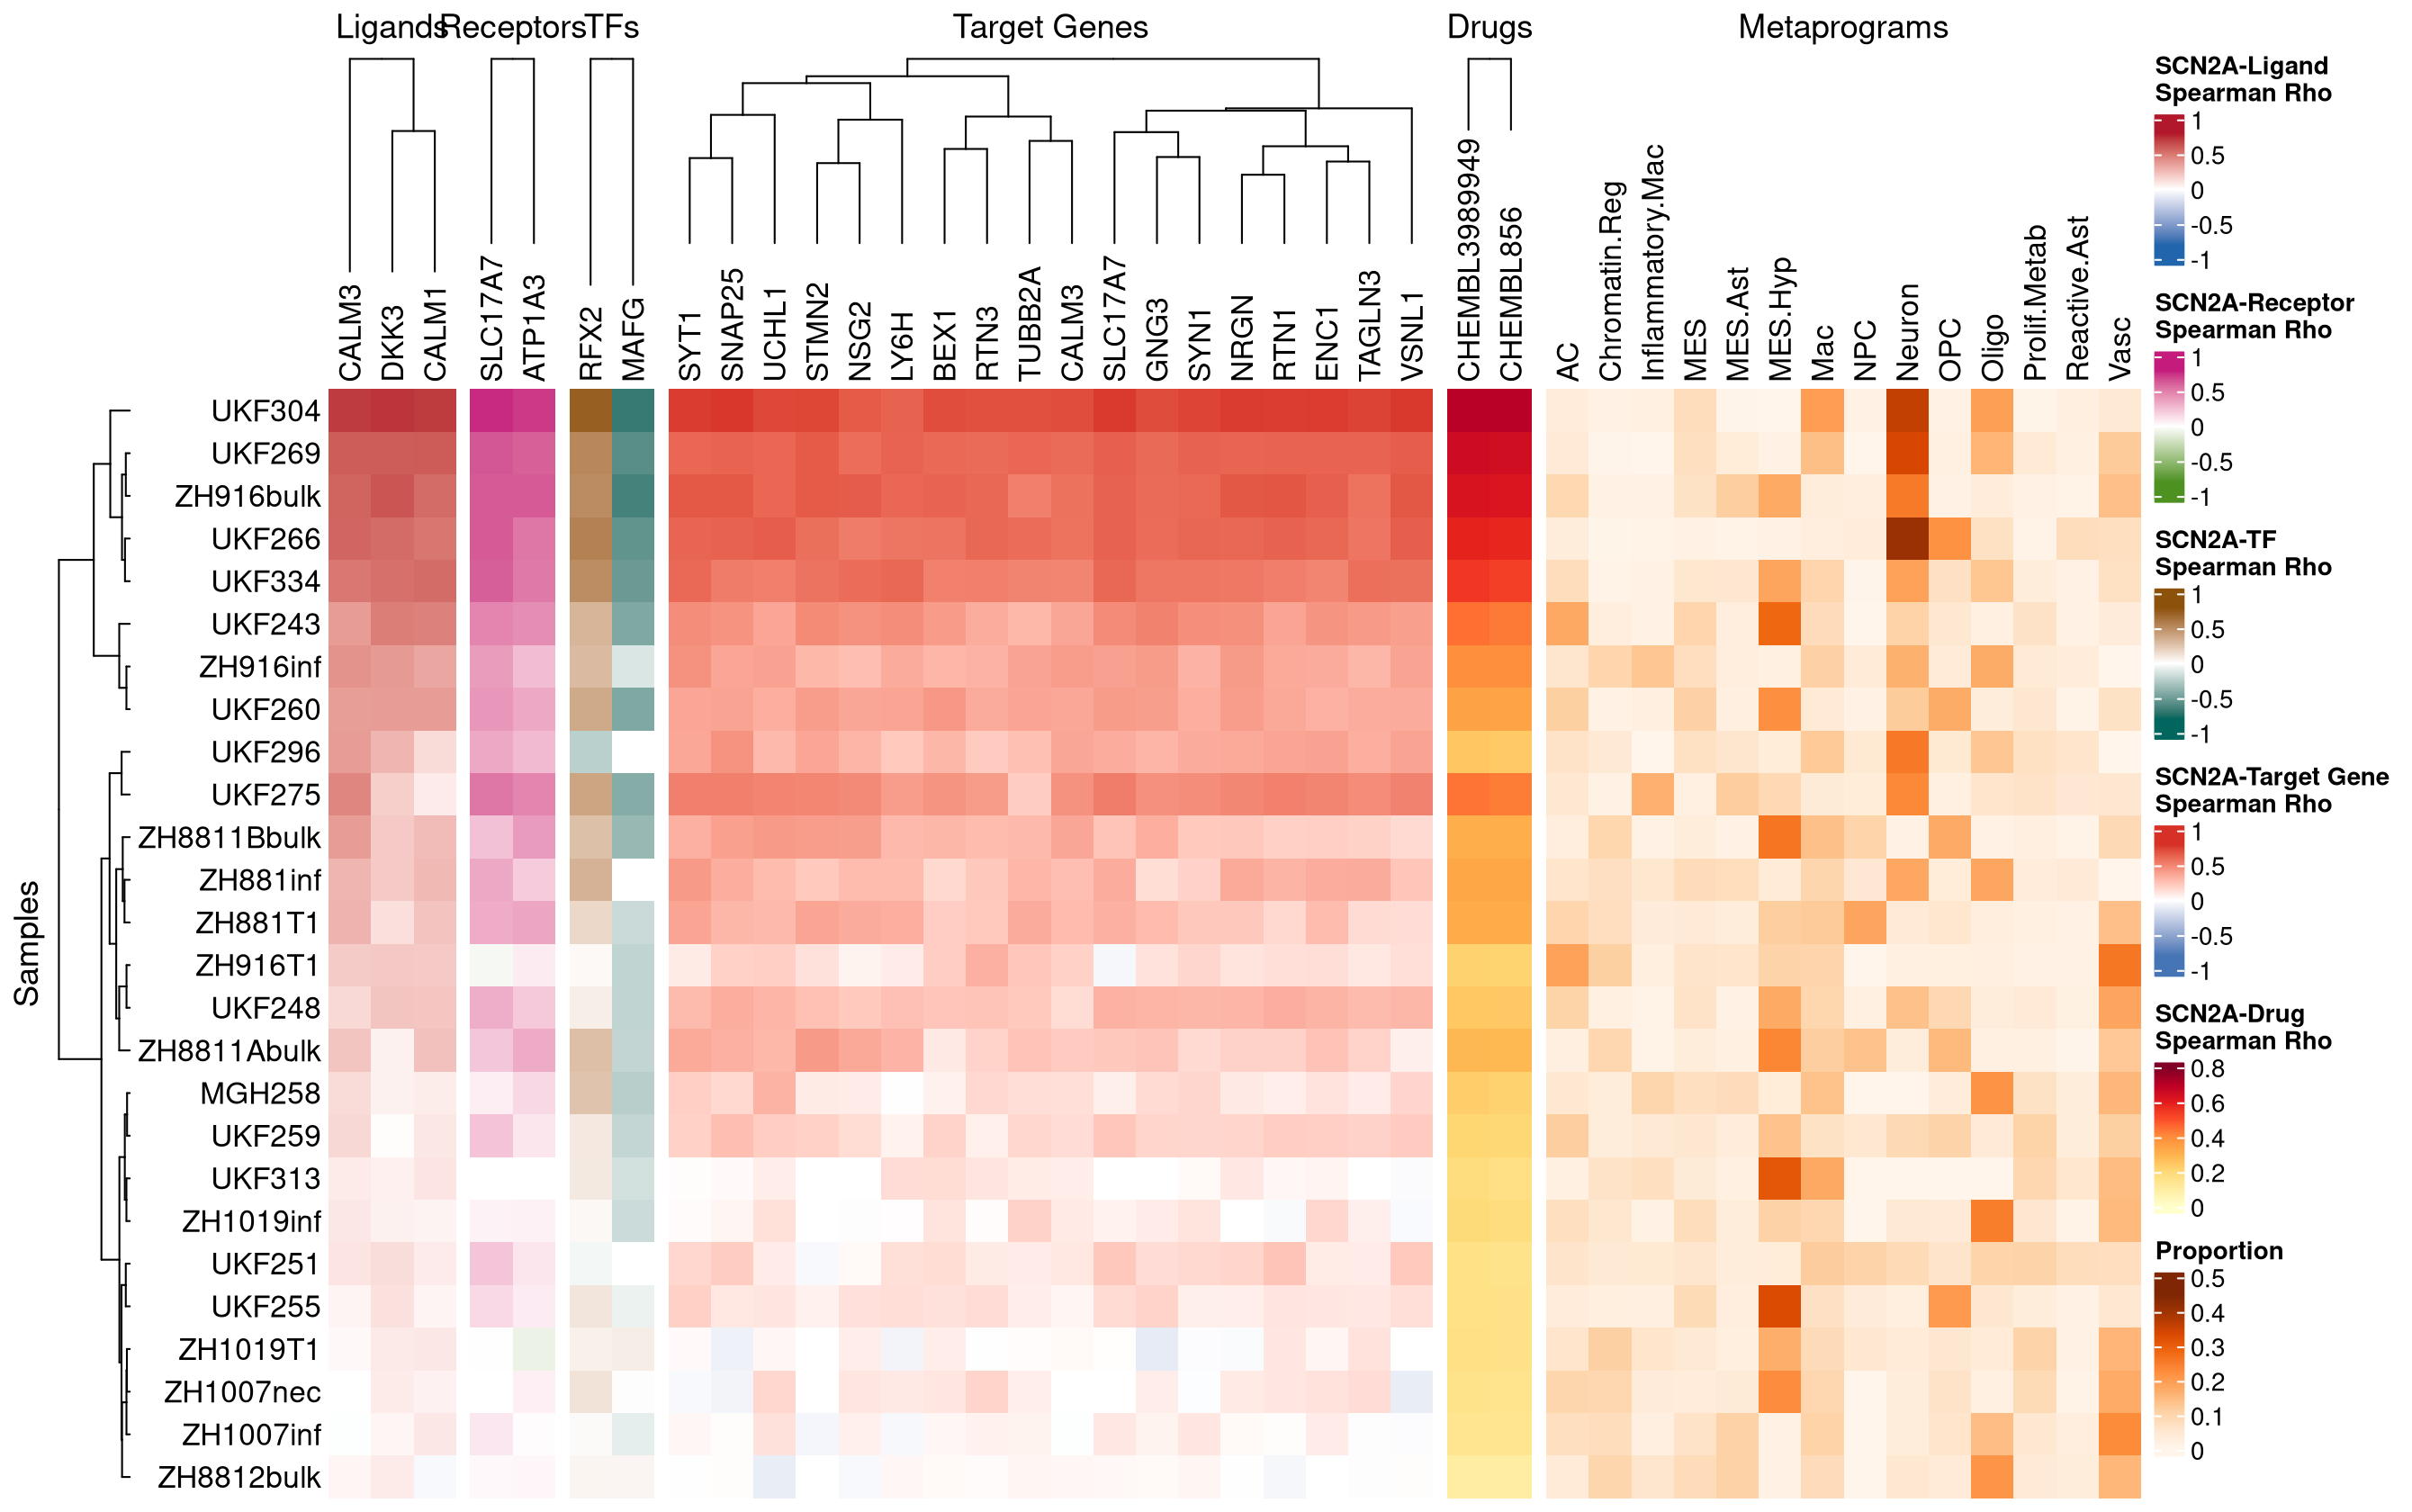 Ligands Receptors TFs Target Genes Drugs Metaprograms
CALM3
DKK3
CALM1
SLC17A7
ATP1A3
RFX2
MAFG
SYT1
SNAP25
UCHL1
STMN2
NSG2
LY6H
BEX1
RTN3
TUBB2A
CALM3
SLC17A7
GNG3
SYN1
NRGN
RTN1
ENC1
TAGLN3
VSNL1
CHEMBL3989949
CHEMBL856
AC
Chromatin.Reg
Inflammatory.Mac
MES
MES.Ast
MES.Hyp
Mac
NPC
Neuron
OPC
Oligo
Prolif.Metab
Reactive.Ast
Vasc
Samples
UKF304
UKF269
ZH916bulk
UKF266
UKF334
UKF243
ZH916inf
UKF260
UKF296
UKF275
ZH8811Bbulk
ZH881inf
ZH881T1
ZH916T1
UKF248
ZH8811Abulk
MGH258
UKF259
UKF313
ZH1019inf
UKF251
UKF255
ZH1019T1
ZH1007nec
ZH1007inf
ZH8812bulk
SCN2A-Ligand
Spearman Rho
1
0.5
0
-0.5
-1
SCN2A-Receptor
Spearman Rho
1
0.5
0
-0.5
-1
SCN2A-TF
Spearman Rho
1
0.5
0
-0.5
-1
SCN2A-Target Gene
Spearman Rho
1
0.5
0
-0.5
-1
SCN2A-Drug
Spearman Rho
0.8
0.6
0.4
0.2
0
Proportion
0.5
0.4
0.3
0.2
0.1
0